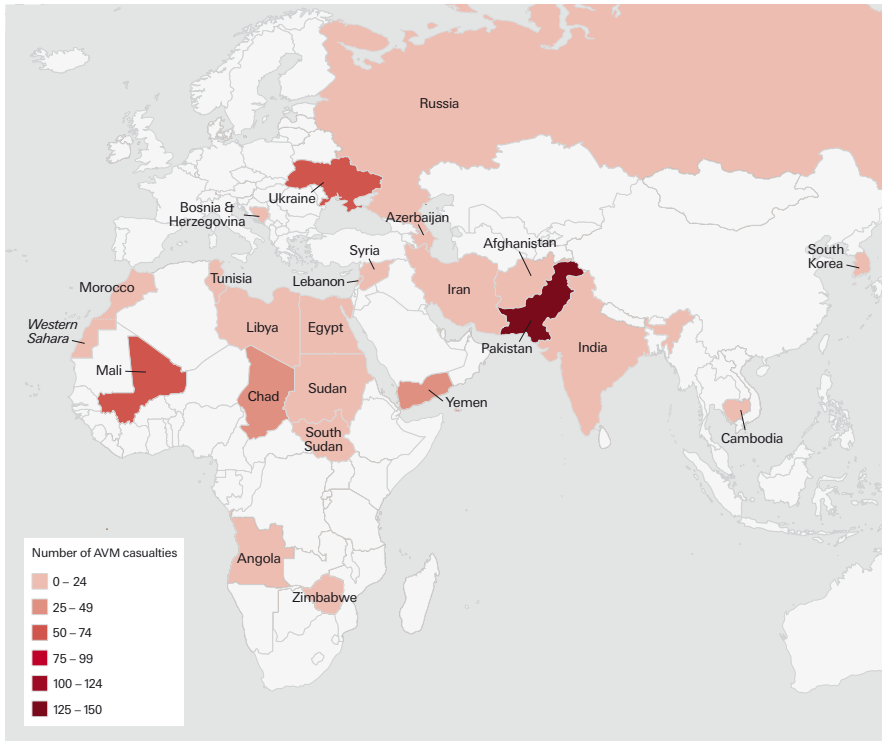 Russia
Ukraine
Bosnia &
Herzegovina
Azerbaijan
Afghanistan
Syria
South
Korea
Lebanon
Tunisia
Morocco
Iran
Western
Sahara
Libya
Egypt
India
Pakistan
Mali
Chad
Sudan
Yemen
South
Sudan
Cambodia
Angola
Zimbabwe
Number of AVM casualties
0 – 24
25 – 49
50 – 74
75 – 99
100 – 124
125 – 150